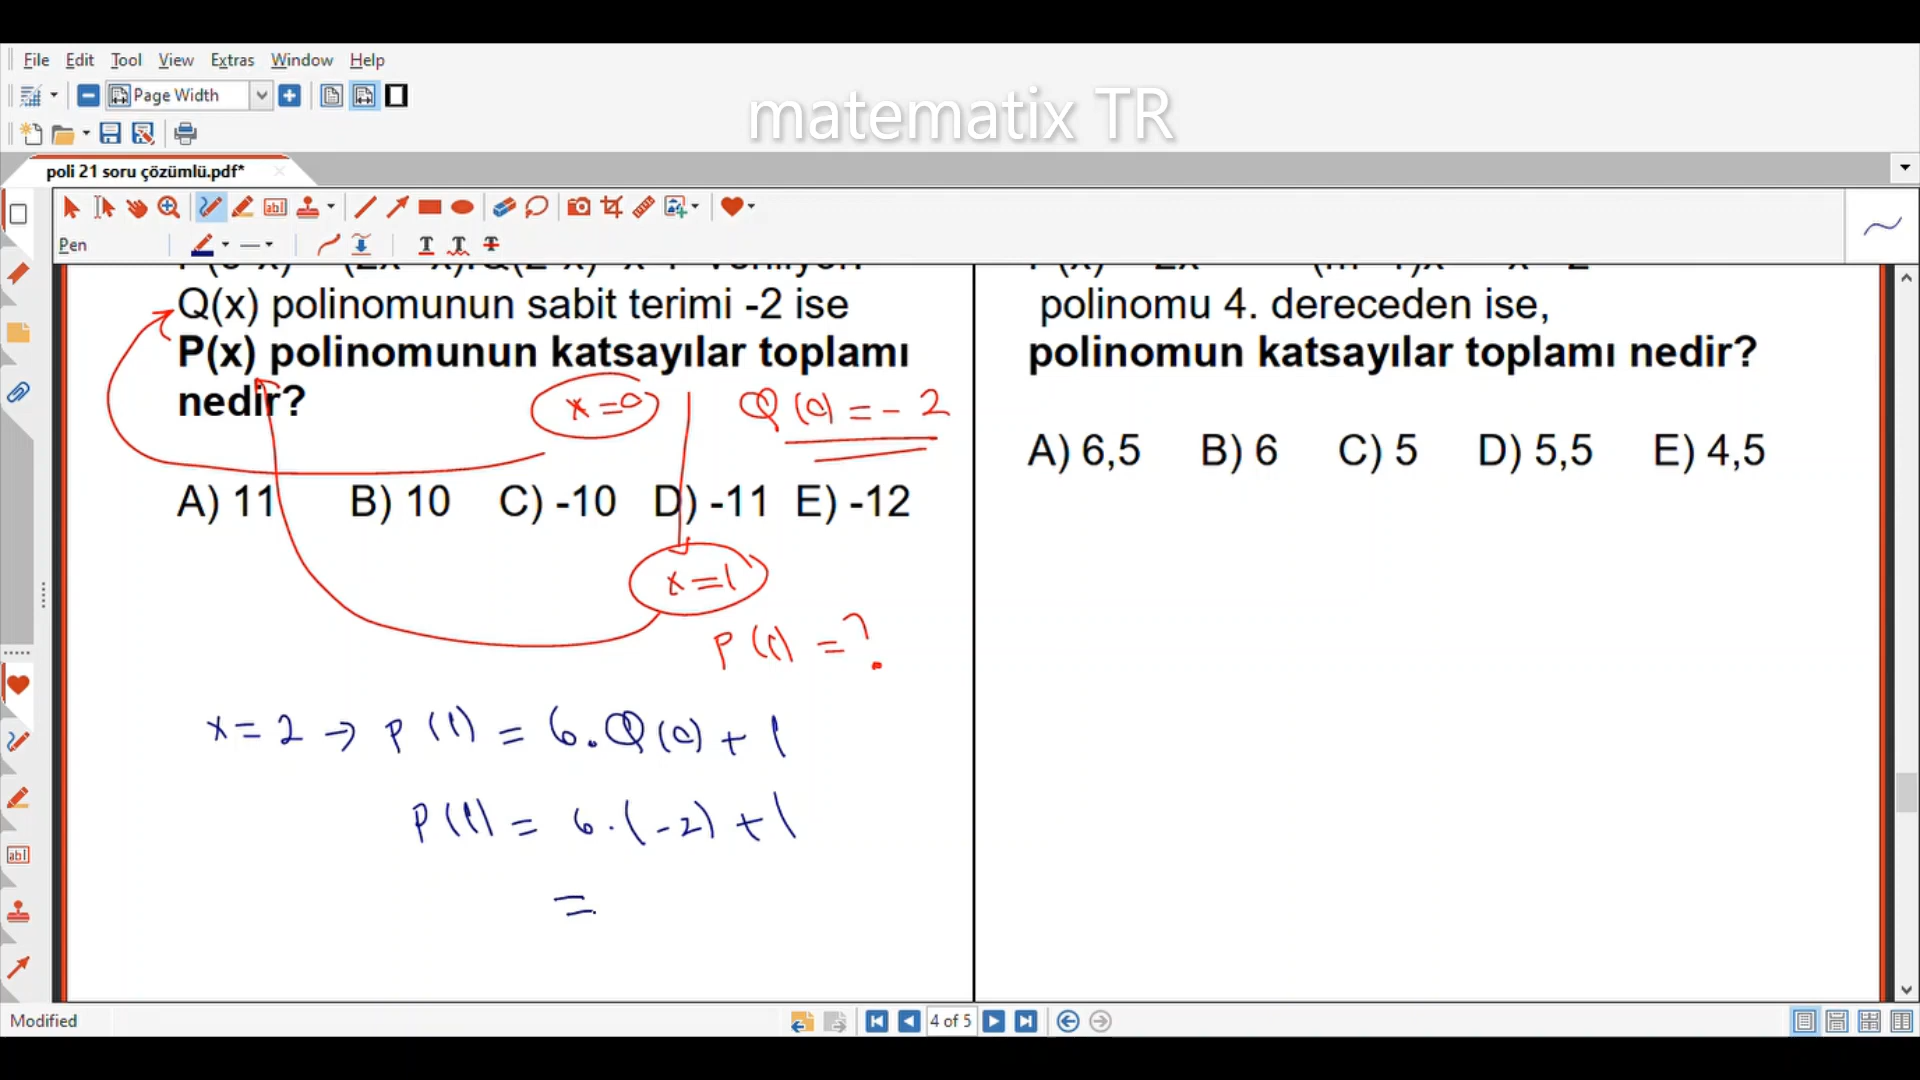 File Edit Tool View Extras Window Help
Page Width
matematix TR
poli 21 soru çözümlü.pdf*
Pen
Q(x) polinomunun sabit terimi -2 ise
P(x) polinomunun katsayılar toplamı
nedir?
x=0
Q(0)=-2
A) 11 B) 10 C) -10 D) -11 E) -12
x=1
P(1)=?
x=2→P(1)=6.Q(0)+1
P(1)=6.(-2)+1
=
polinomu 4. dereceden ise,
polinomun katsayılar toplamı nedir?
A) 6,5 B) 6 C) 5 D) 5,5 E) 4,5
Modified
4 of 5